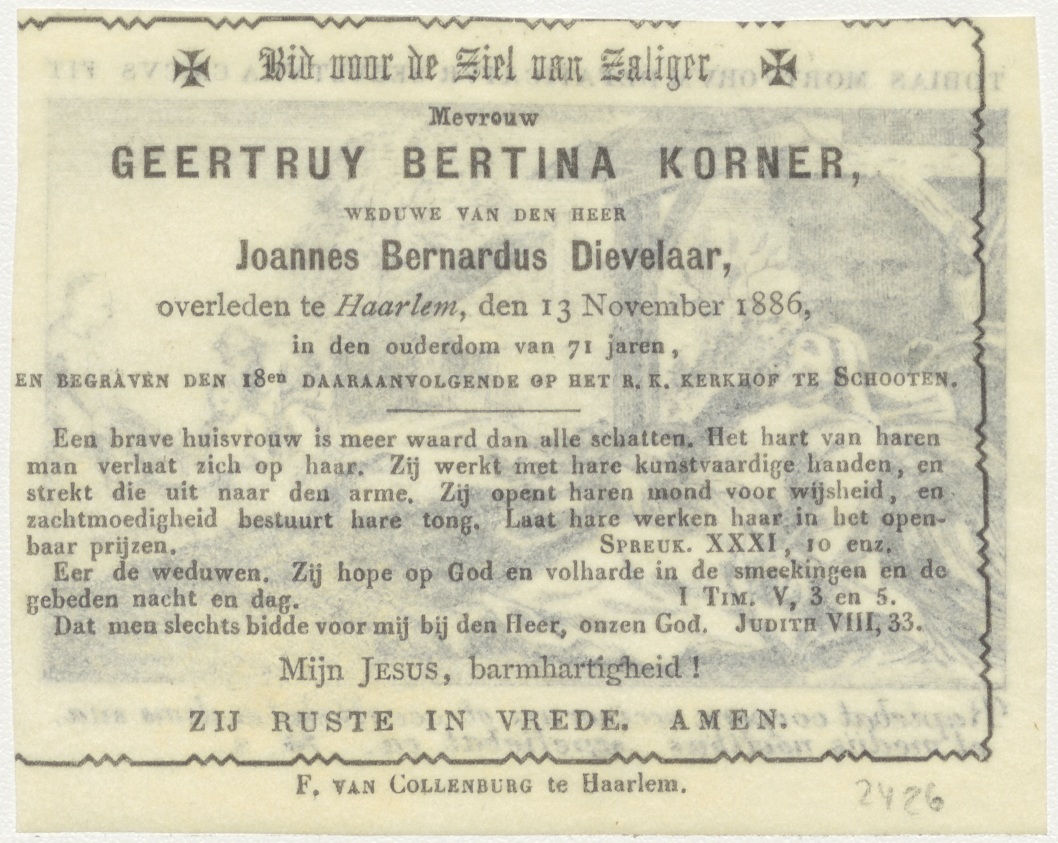 Bid voor de Ziel van Zaliger
Mevrouw
GEERTRUY BERTINA KORNER,
WEDUWE VAN DEN HEER
Joannes Bernardus Dievelaar,
overleden te Haarlem, den 13 November 1886,
in den ouderdom van 71 jaren,
EN BEGRAVEN DEN 18en DAARAANVOLGENDE OP HET R. K. KERKHOF TE SCHOOTEN.
Een brave huisvrouw is meer waard dan alle schatten. Het hart van haren
man verlaat zich op haar. Zij werkt met hare kunstvaardige handen, en
strekt die uit naar den arme. Zij opent haren mond voor wijsheid, en
zachtmoedigheid bestuurt hare tong. Laat hare werken haar in het open-
baar prijzen. SPREUK. XXXI, 10 enz.
Eer de weduwen. Zij hope op God en volharde in de smeekingen en de
gebeden nacht en dag. I TIM. V, 3 en 5.
Dat men slechts bidde voor mij bij den Heer, onzen God. JUDITH VIII, 33.
Mijn JESUS, barmhartigheid !
ZIJ RUSTE IN VREDE. AMEN.
F. VAN COLLENBURG te Haarlem.
2426